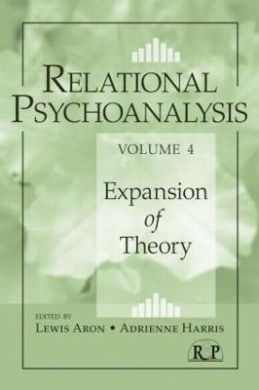 RELATIONAL
PSYCHOANALYSIS
VOLUME 4
Expansion
of
Theory
EDITED BY
LEWIS ARON • ADRIENNE HARRIS
RP